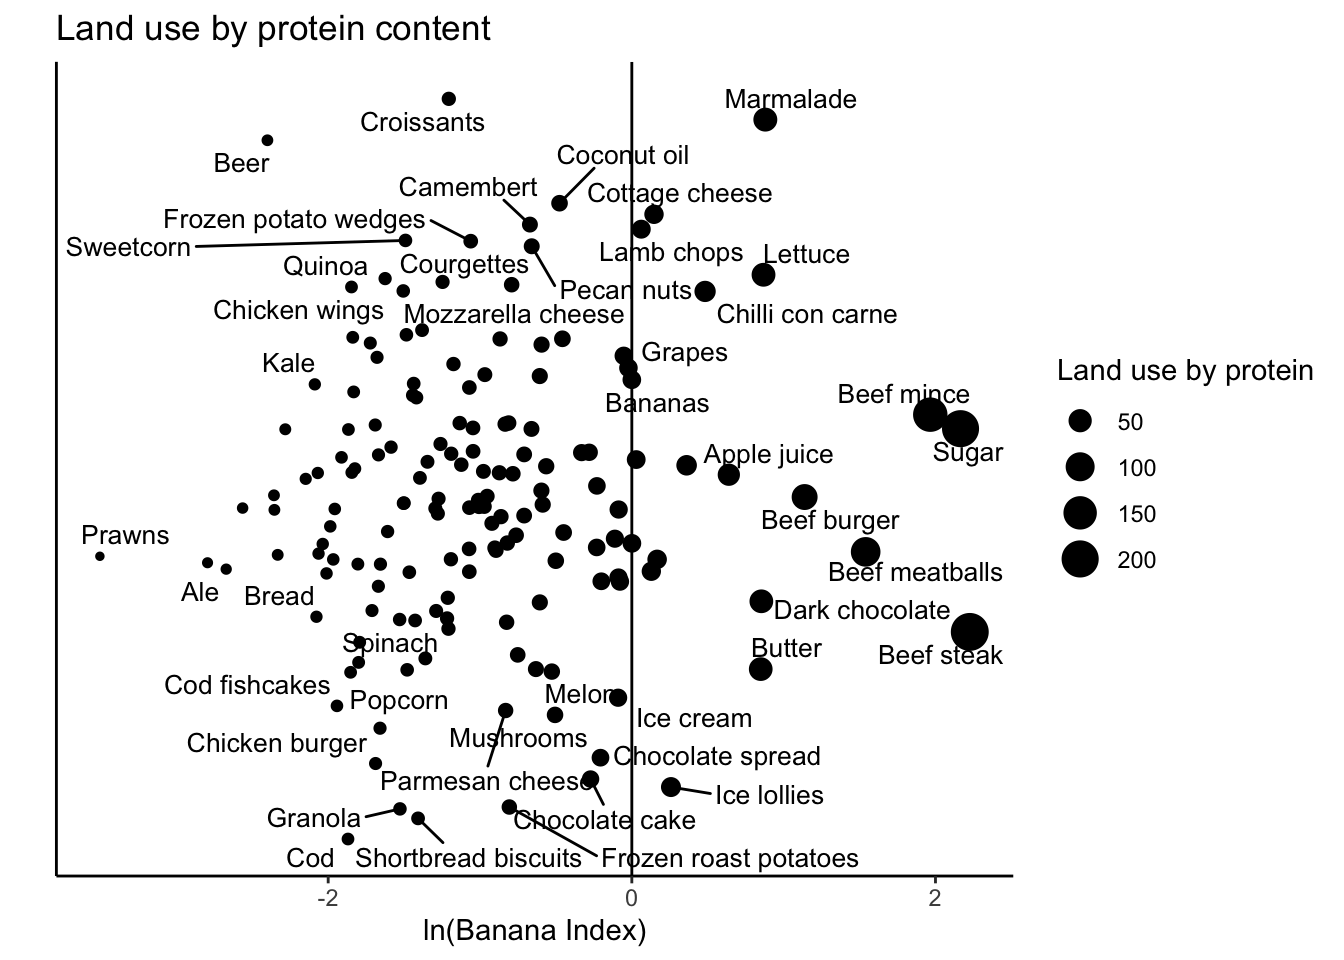 Land use by protein content
Marmalade
Croissants
Beer
Coconut oil
Camembert
Cottage cheese
Frozen potato wedges
Sweetcorn
Lamb chops
Lettuce
Quinoa
Courgettes
Pecan nuts
Chicken wings
Mozzarella cheese
Chilli con carne
Grapes
Kale
Bananas
Beef mince
Sugar
Apple juice
Beef burger
Prawns
Beef meatballs
Ale
Bread
Dark chocolate
Spinach
Butter
Beef steak
Cod fishcakes
Popcorn
Melon
Ice cream
Chicken burger
Mushrooms
Chocolate spread
Parmesan cheese
Ice lollies
Granola
Chocolate cake
Cod
Shortbread biscuits
Frozen roast potatoes
-2
0
2
ln(Banana Index)
Land use by protein
50
100
150
200